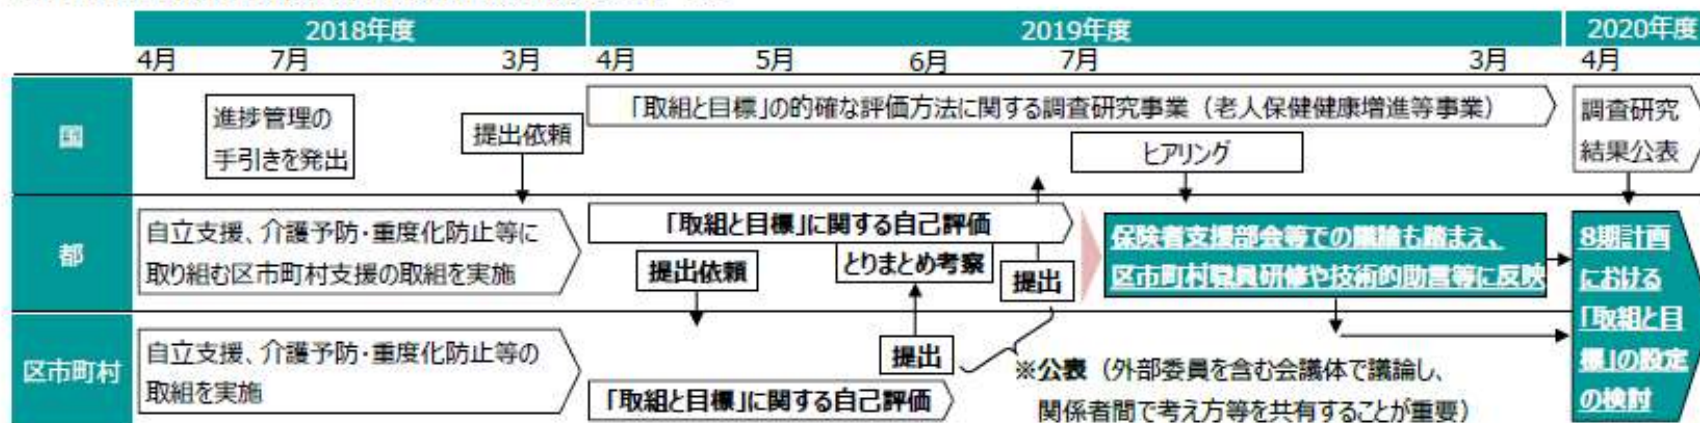 2018年度
2019年度
2020年度
4月
7月
3月
4月
5月
6月
7月
3月
4月
国
進捗管理の
手引きを発出
提出依頼
「取組と目標」の的確な評価方法に関する調査研究事業（老人保健健康増進等事業）
ヒアリング
調査研究
結果公表
都
自立支援、介護予防・重度化防止等に
取り組む区市町村支援の取組を実施
「取組と目標」に関する自己評価
提出依頼
とりまとめ考察
提出
保険者支援部会等での議論も踏まえ、
区市町村職員研修や技術的助言等に反映
8期計画
における
「取組と目
標」の設定
の検討
区市町村
自立支援、介護予防・重度化防止等の
取組を実施
提出
「取組と目標」に関する自己評価
※公表（外部委員を含む会議体で議論し、
関係者間で考え方等を共有することが重要）